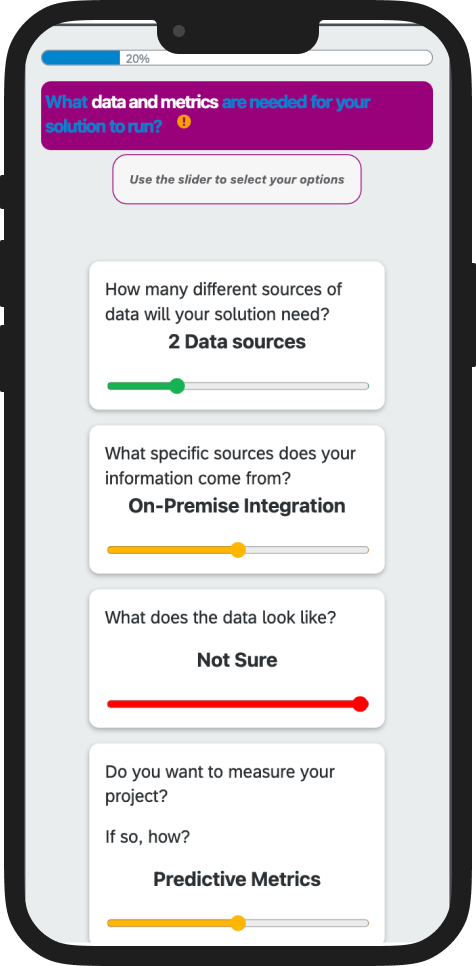 20%
What data and metrics are needed for your
solution to run?
Use the slider to select your options
How many different sources of
data will your solution need?
2 Data sources
What specific sources does your
information come from?
On-Premise Integration
What does the data look like?
Not Sure
Do you want to measure your
project?
If so, how?
Predictive Metrics